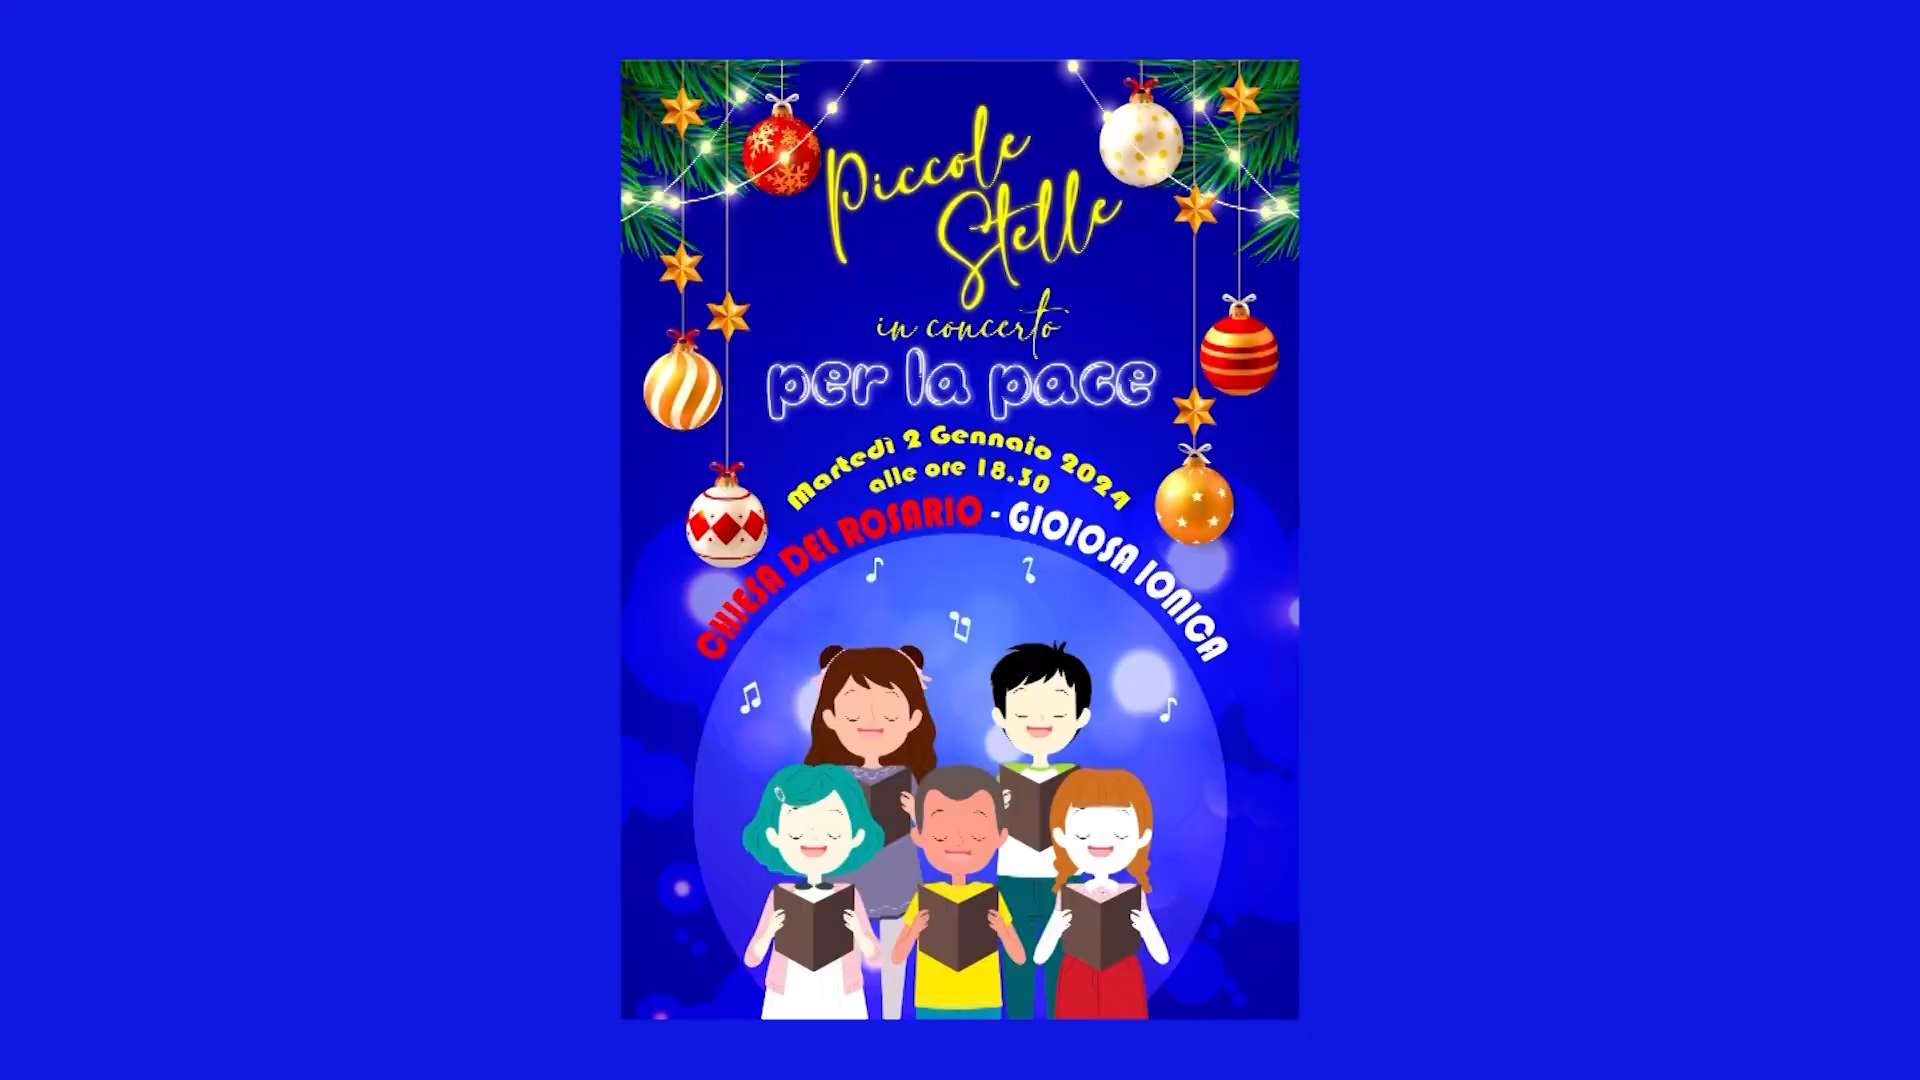 Piccole
Stelle
in concerto
per la pace
Martedì 2 Gennaio 2024
alle ore 18.30
CHIESA DEL ROSARIO - GIOIOSA IONICA